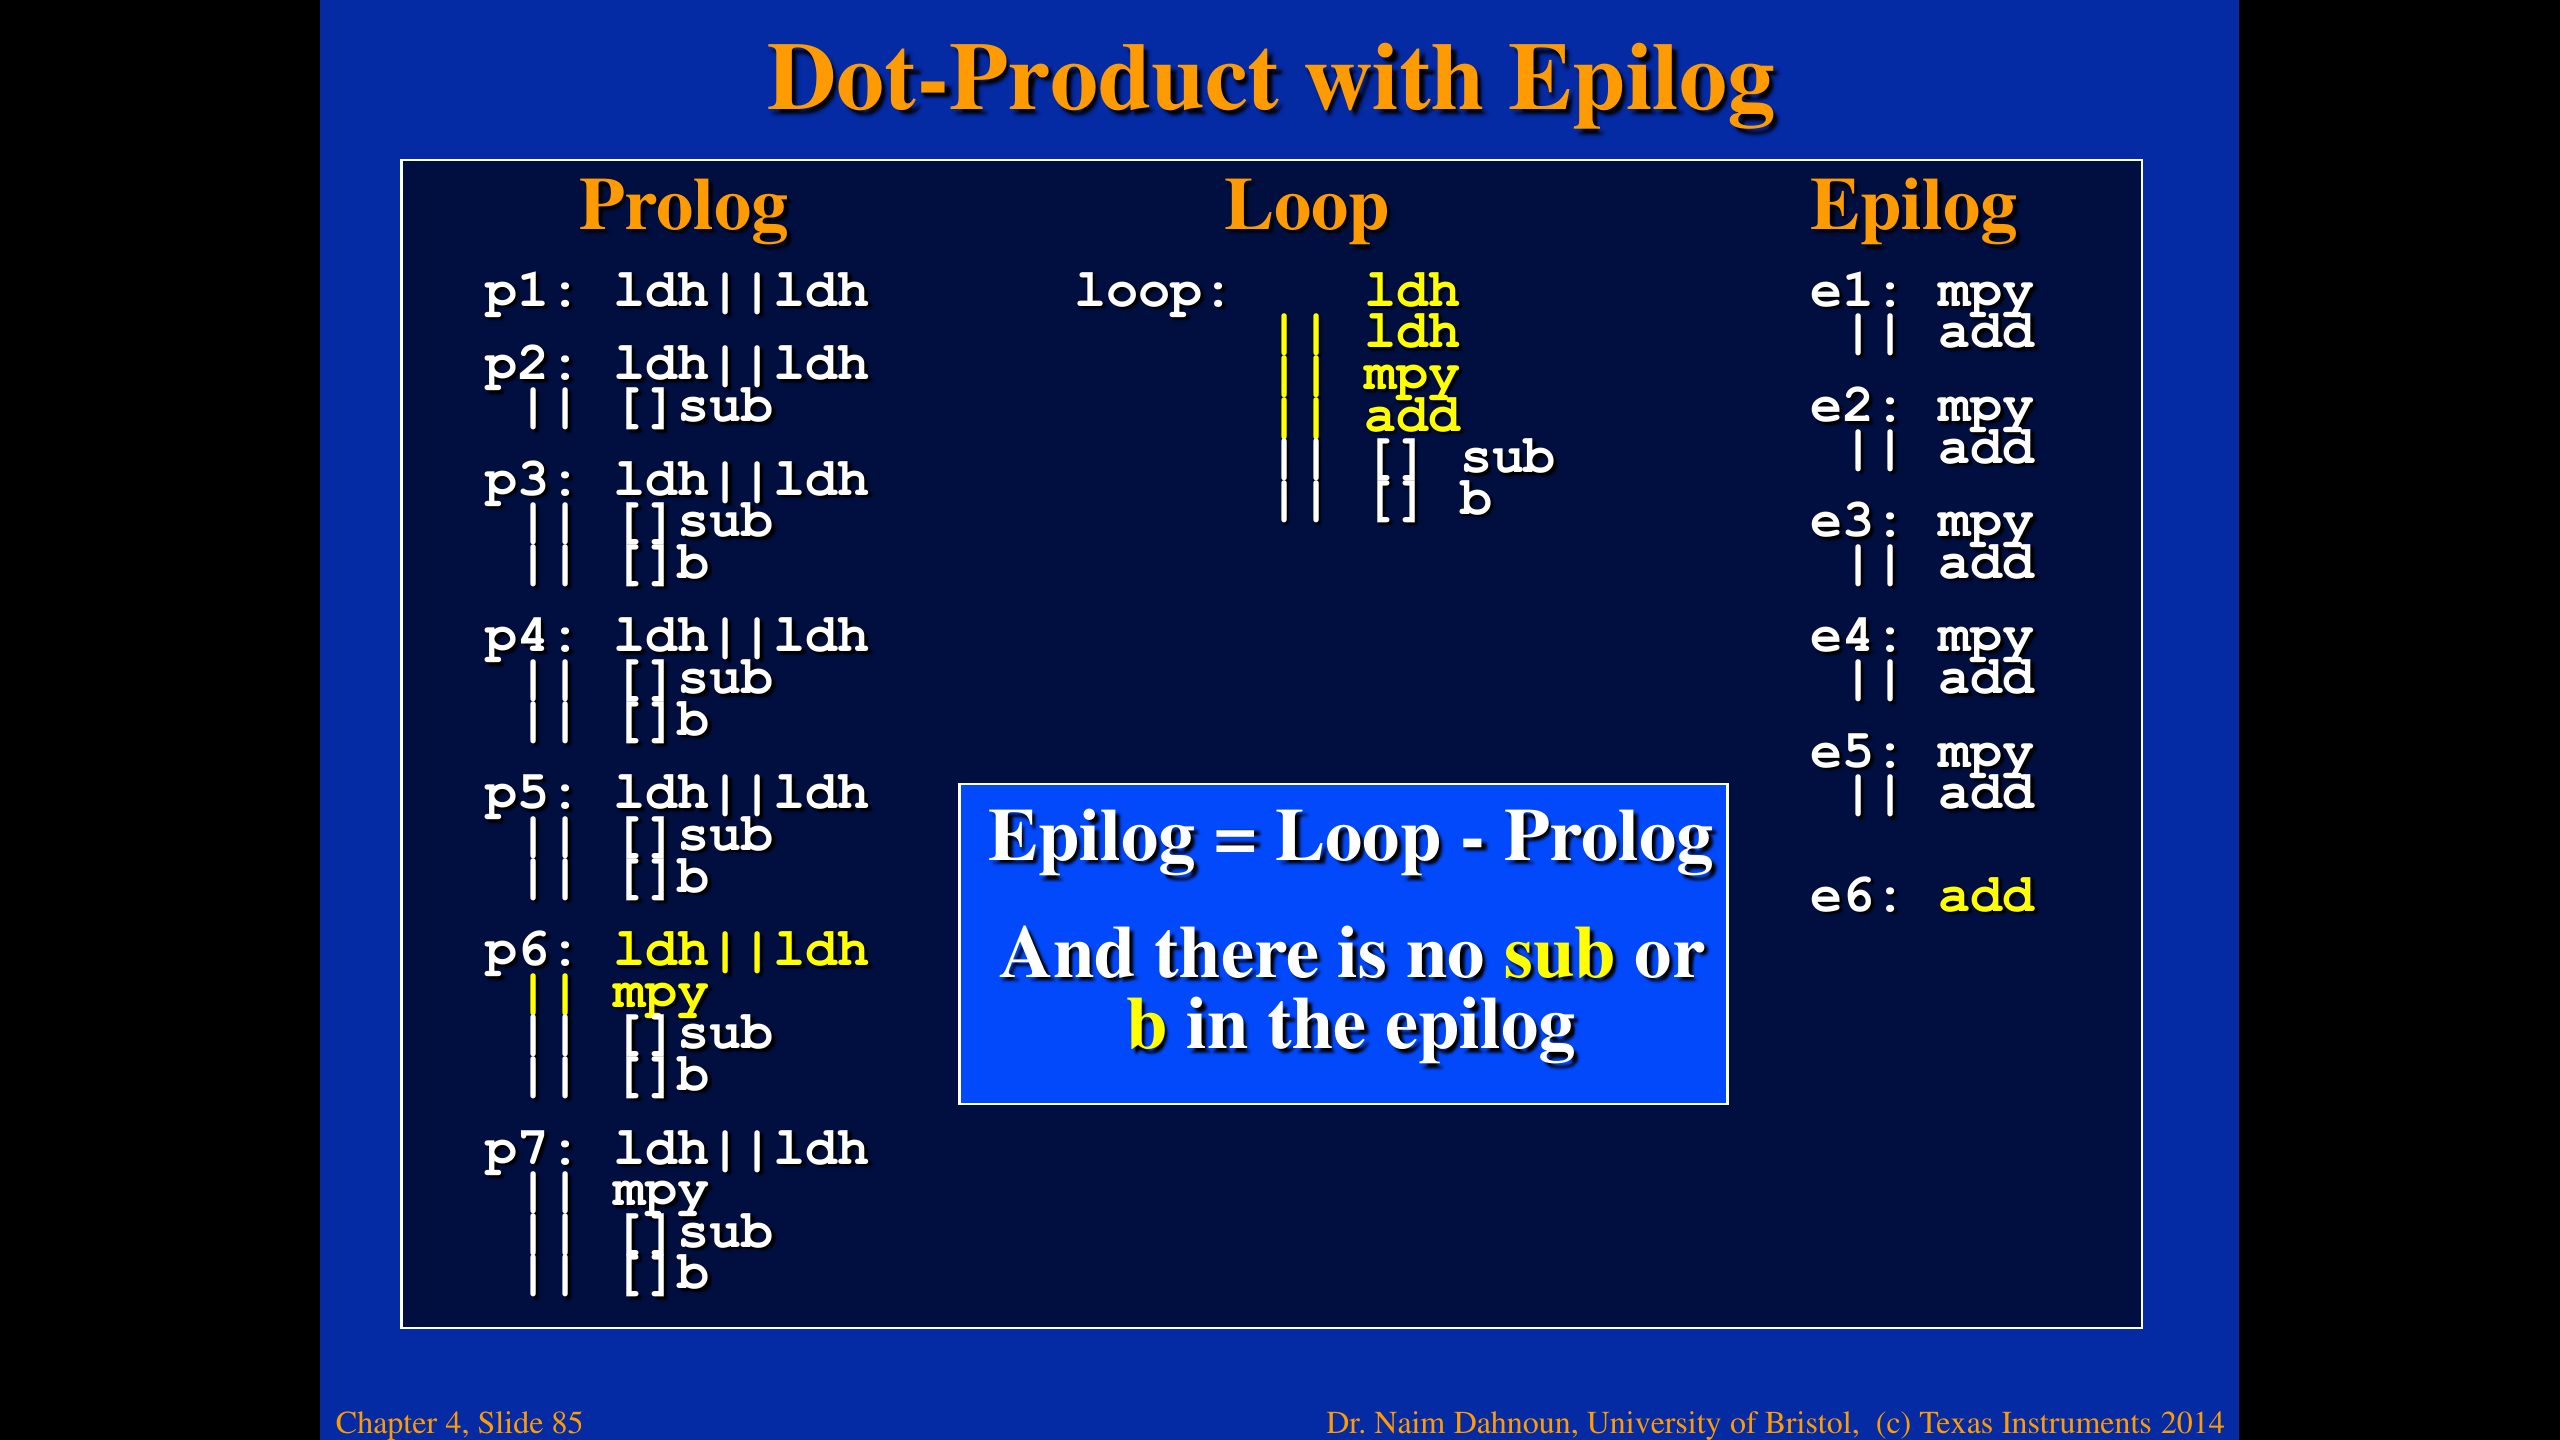 Dot-Product with Epilog
Prolog
p1: ldh||ldh
p2: ldh||ldh
|| []sub
p3: ldh||ldh
|| []sub
|| []b
p4: ldh||ldh
|| []sub
|| []b
p5: ldh||ldh
|| []sub
|| []b
p6: ldh||ldh
|| mpy
|| []sub
|| []b
p7: ldh||ldh
|| mpy
|| []sub
|| []b
Loop
loop: ldh
|| ldh
|| mpy
|| add
|| [] sub
|| [] b
Epilog = Loop - Prolog
And there is no sub or
b in the epilog
Epilog
e1: mpy
|| add
e2: mpy
|| add
e3: mpy
|| add
e4: mpy
|| add
e5: mpy
|| add
e6: add
Chapter 4, Slide 85
Dr. Naim Dahnoun, University of Bristol, (c) Texas Instruments 2014